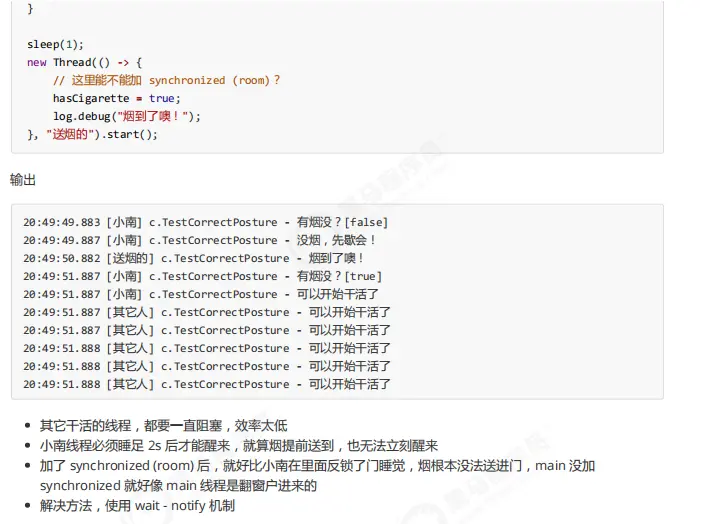 }
sleep(1);
new Thread(() -> {
// 这里能不能加 synchronized (room)？
hasCigarette = true;
log.debug("烟到了噢！");
}, "送烟的").start();
输出
20:49:49.883 [小南] c.TestCorrectPosture - 有烟没？[false]
20:49:49.887 [小南] c.TestCorrectPosture - 没烟，先歇会！
20:49:50.882 [送烟的] c.TestCorrectPosture - 烟到了噢！
20:49:51.887 [小南] c.TestCorrectPosture - 有烟没？[true]
20:49:51.887 [小南] c.TestCorrectPosture - 可以开始干活了
20:49:51.887 [其它人] c.TestCorrectPosture - 可以开始干活了
20:49:51.887 [其它人] c.TestCorrectPosture - 可以开始干活了
20:49:51.888 [其它人] c.TestCorrectPosture - 可以开始干活了
20:49:51.888 [其它人] c.TestCorrectPosture - 可以开始干活了
20:49:51.888 [其它人] c.TestCorrectPosture - 可以开始干活了
其它干活的线程，都要一直阻塞，效率太低
小南线程必须睡足 2s 后才能醒来，就算烟提前送到，也无法立刻醒来
加了 synchronized (room) 后，就好比小南在里面反锁了门睡觉，烟根本没法送进门，main 没加
synchronized 就好像 main 线程是翻窗户进来的
解决方法，使用 wait - notify 机制